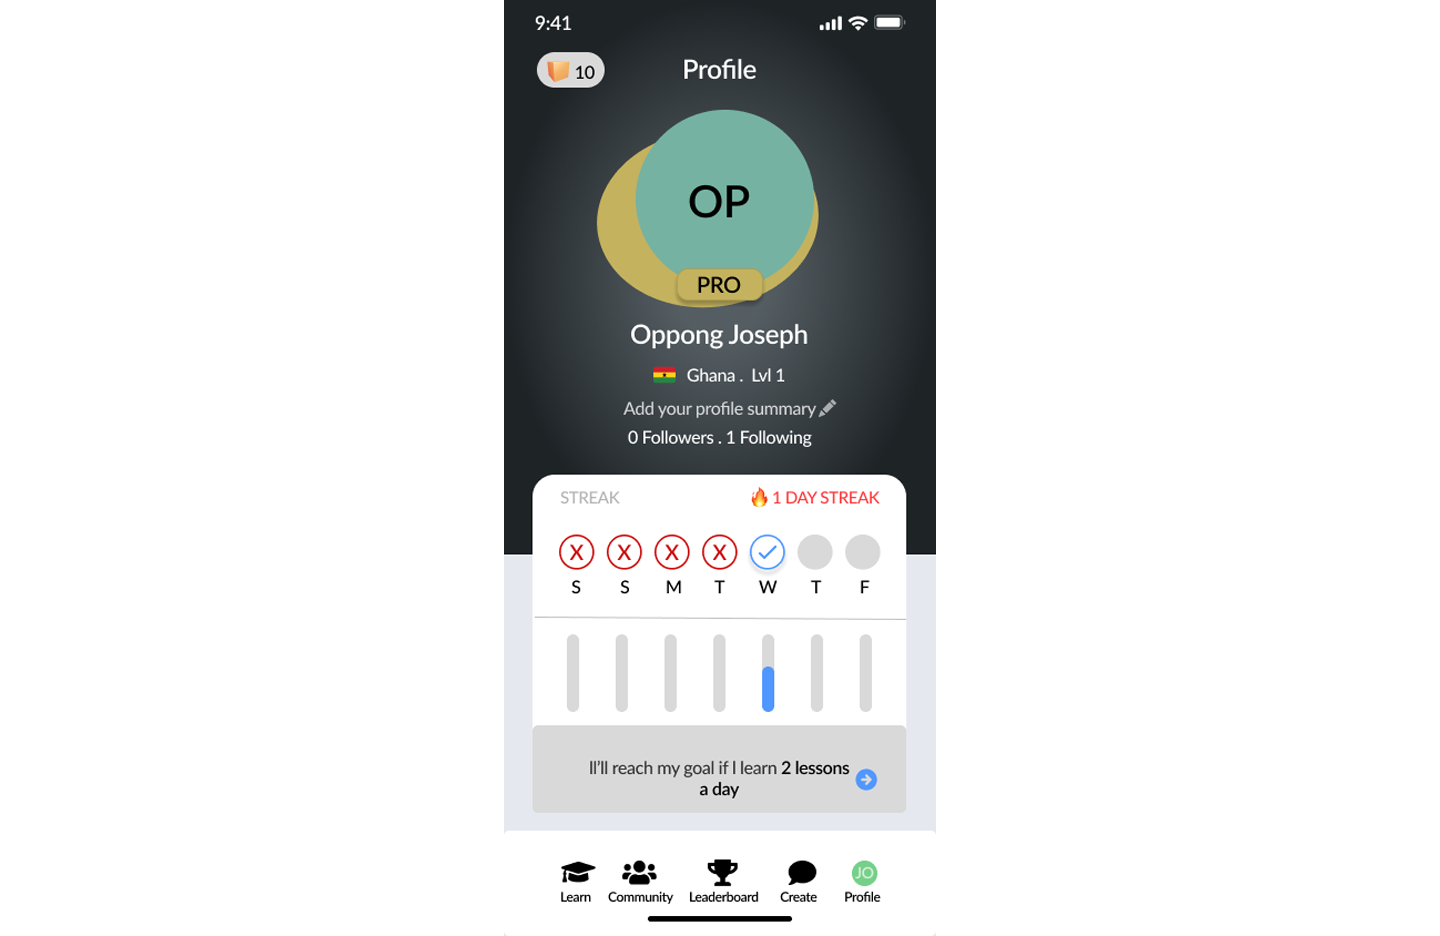 9:41
10
Profile
OP
PRO
Oppong Joseph
Ghana . Lvl 1
Add your profile summary
0 Followers . 1 Following
STREAK
1 DAY STREAK
X X X X
S S M T W T F
ll'll reach my goal if I learn 2 lessons
a day
JO
Learn Community Leaderboard Create Profile